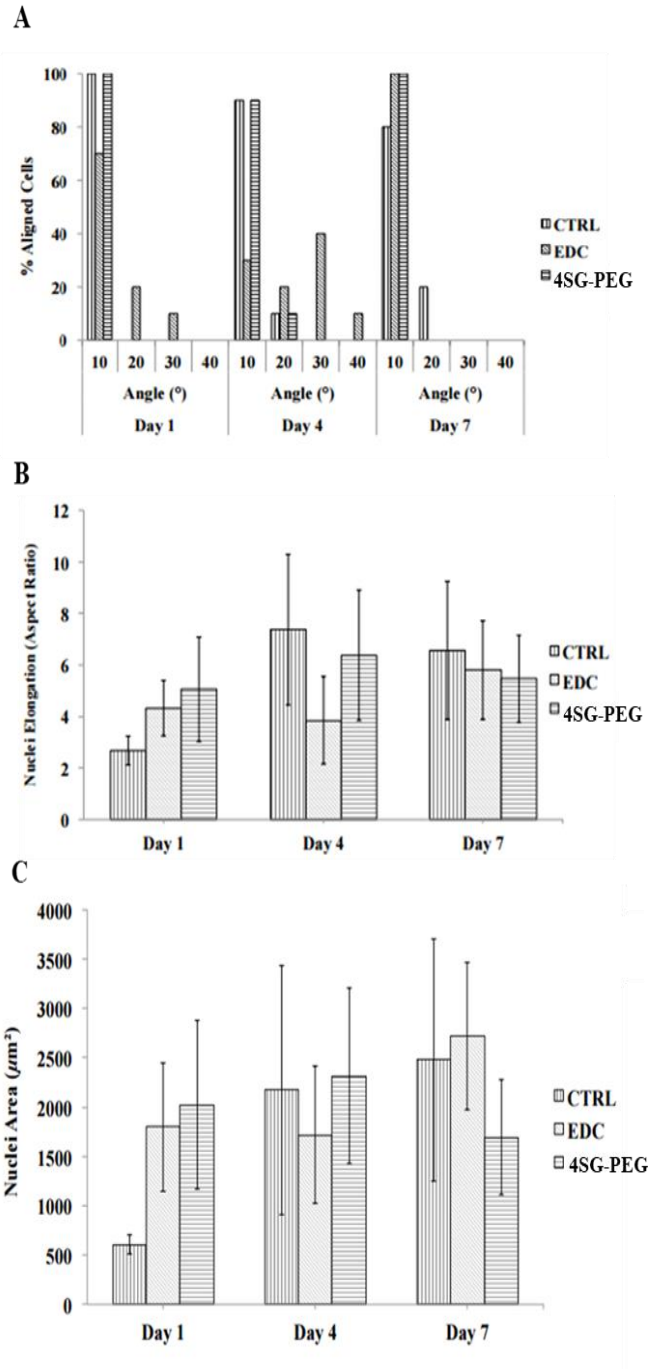 A
% Aligned Cells
100
80
60
40
20
0
10 20 30 40 10 20 30 40 10 20 30 40
Angle (°) Angle (°) Angle (°)
Day 1 Day 4 Day 7
CTRL
EDC
4SG-PEG
B
Nuclei Elongation (Aspect Ratio)
12
10
8
6
4
2
0
Day 1 Day 4 Day 7
CTRL
EDC
4SG-PEG
C
Nuclei Area (µm²)
4000
3500
3000
2500
2000
1500
1000
500
0
Day 1 Day 4 Day 7
CTRL
EDC
4SG-PEG